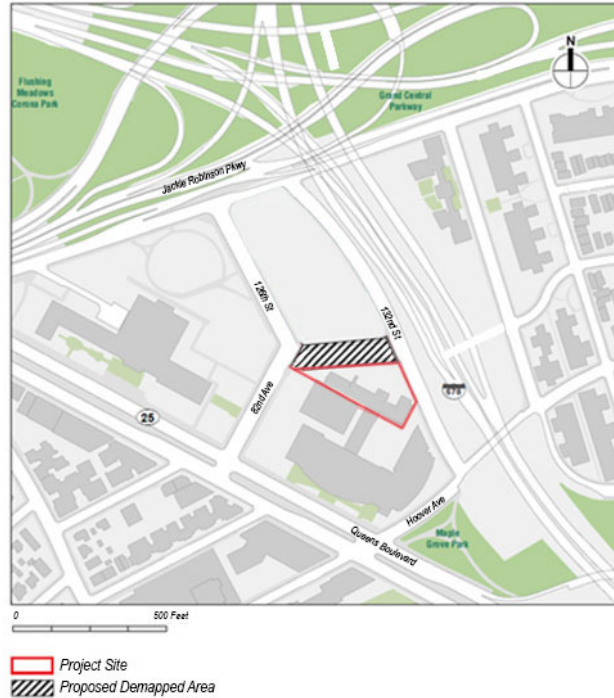 N
Flushing
Meadows
Corona Park
Grand Central
Parkway
Jackie Robinson Pkwy
126th St
132nd St
82nd Ave
678
25
Hoover Ave
Queens Boulevard
Maple
Grove Park
0 500 Feet
Project Site
Proposed Demapped Area